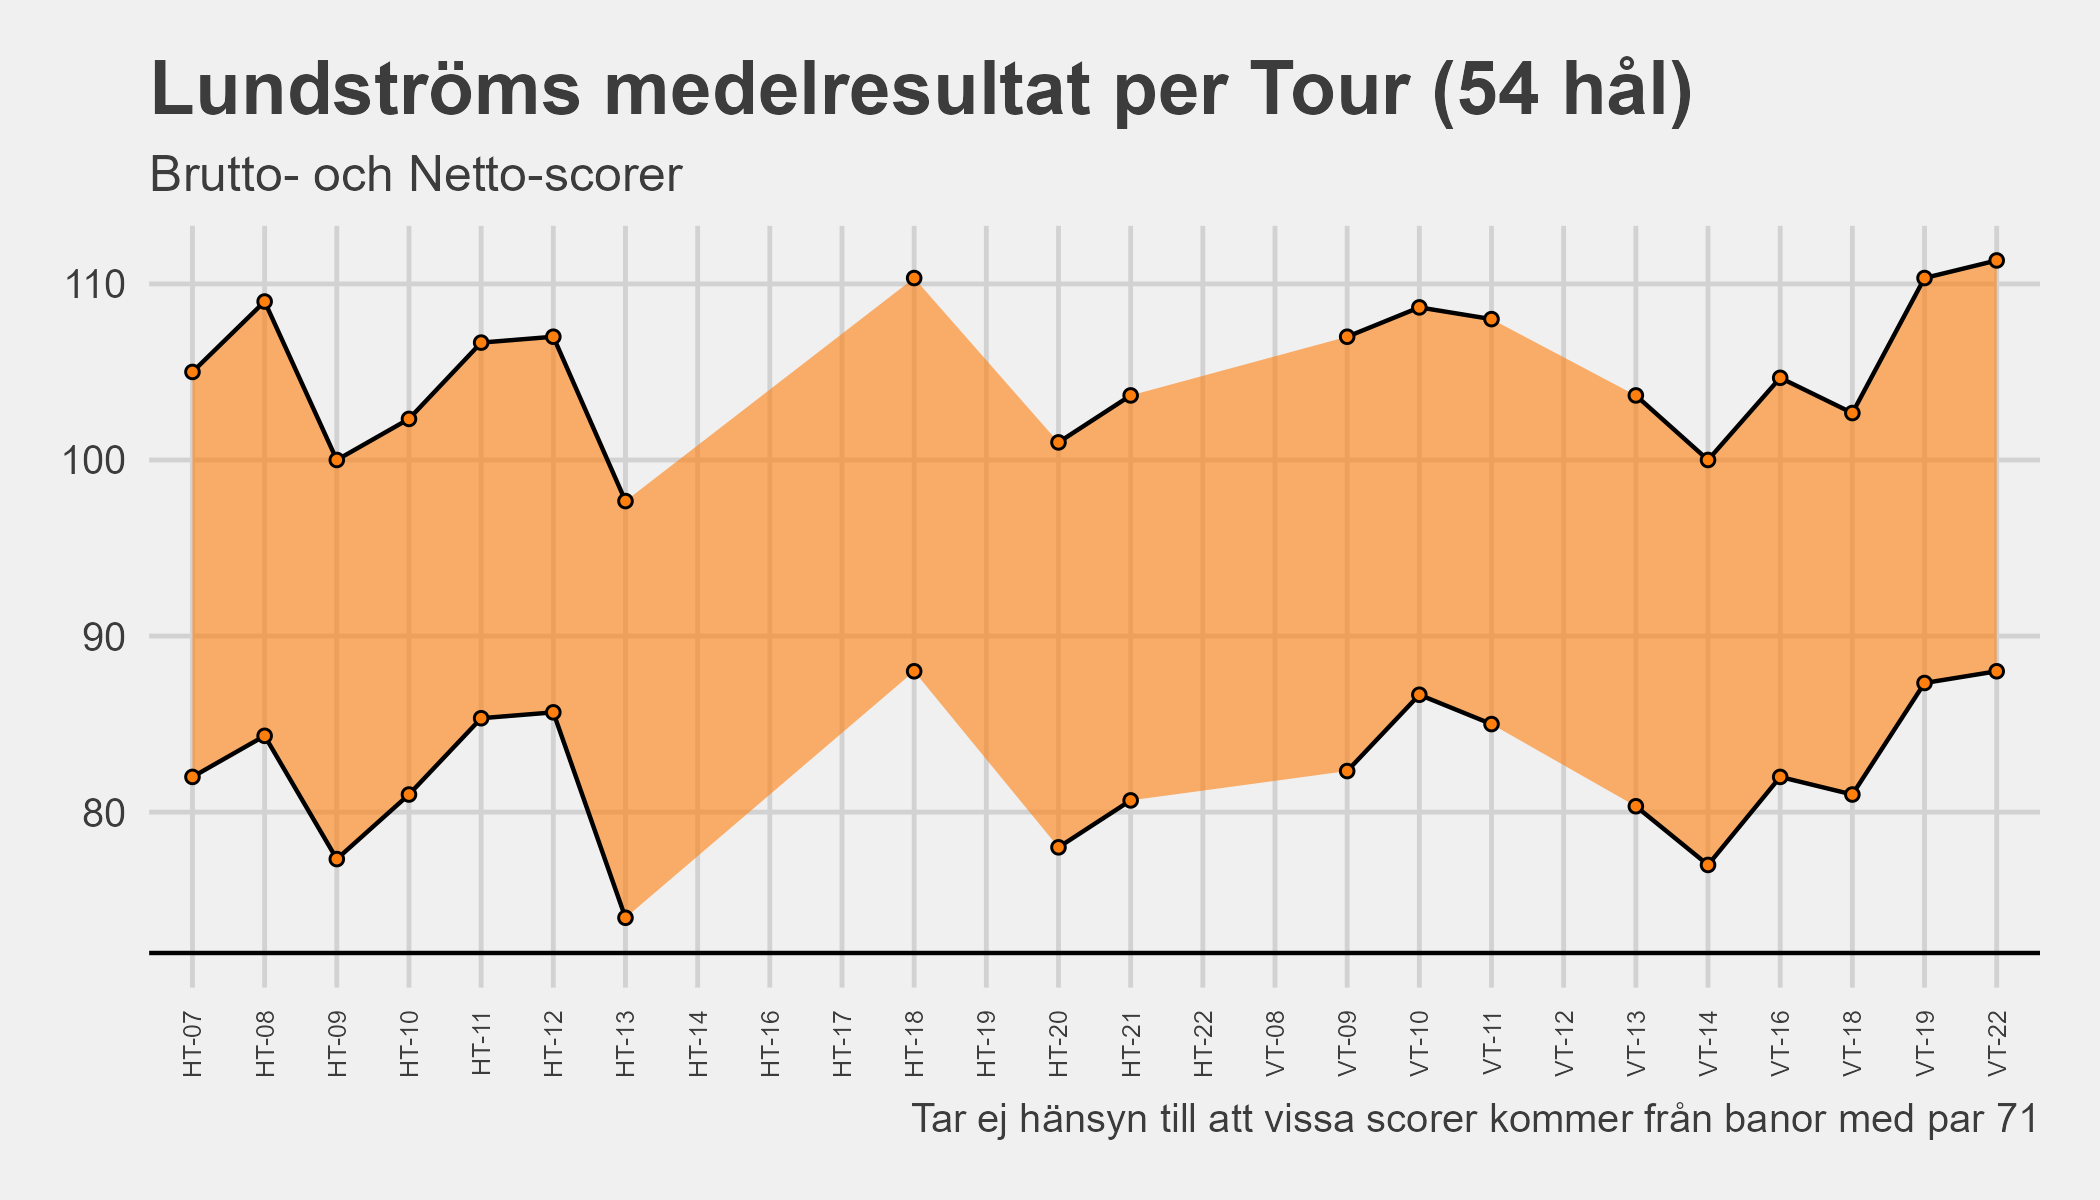 Lundströms medelresultat per Tour (54 hål)
Brutto- och Netto-scorer
110
100
90
80
HT-07
HT-08
HT-09
HT-10
HT-11
HT-12
HT-13
HT-14
HT-16
HT-17
HT-18
HT-19
HT-20
HT-21
HT-22
VT-08
VT-09
VT-10
VT-11
VT-12
VT-13
VT-14
VT-16
VT-18
VT-19
VT-22
Tar ej hänsyn till att vissa scorer kommer från banor med par 71